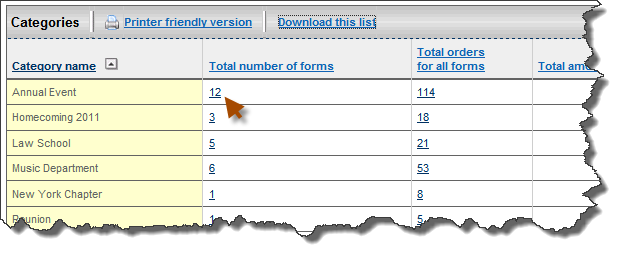 Categories Printer friendly version Download this list
Category name Total number of forms Total orders for all forms Total
Annual Event 12 114
Homecoming 2011 3 18
Law School 5 21
Music Department 6 53
New York Chapter 1 8
Reunion 1 5